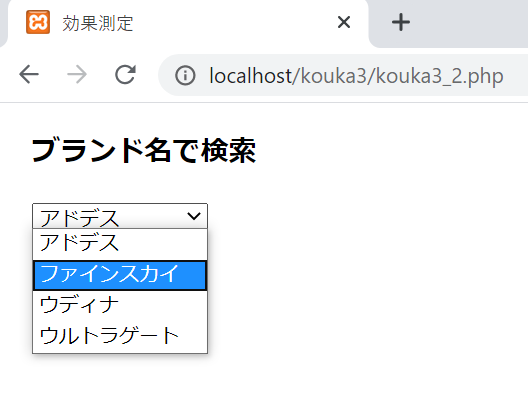 効果測定
localhost/kouka3/kouka3_2.php
ブランド名で検索
アドデス
アドデス
ファインスカイ
ウディナ
ウルトラゲート